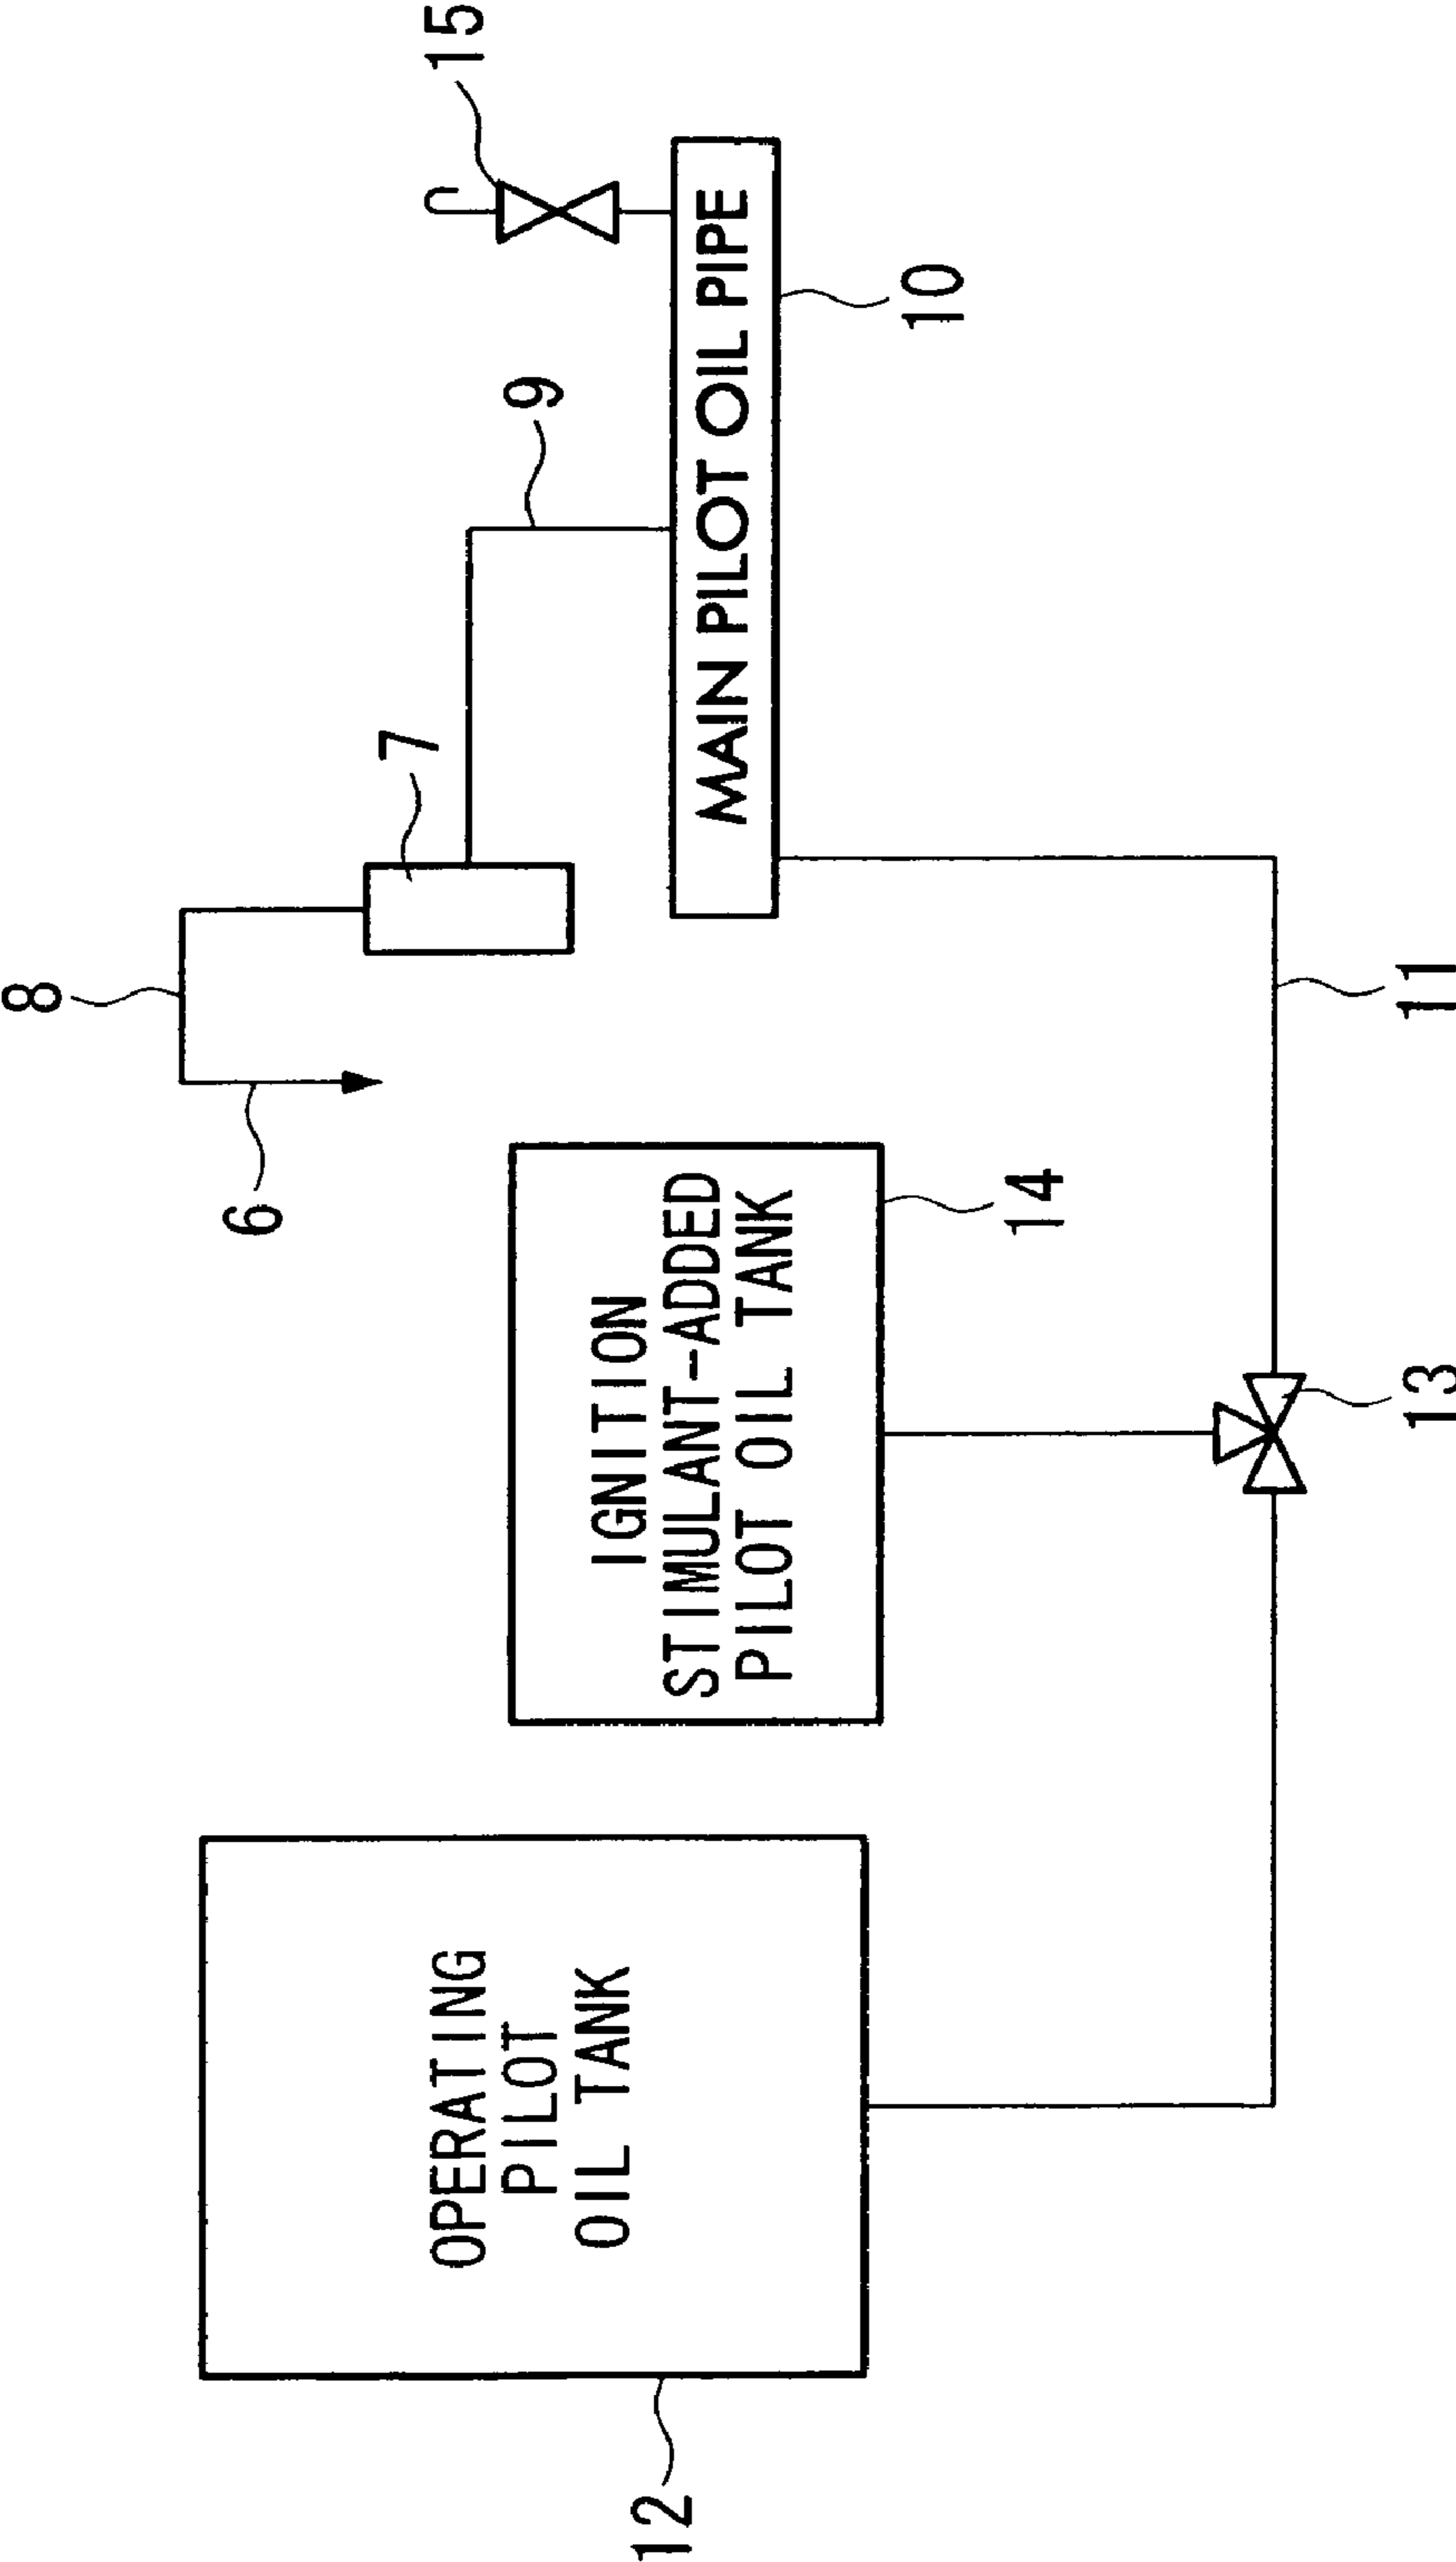 8
6
7
15
9
OPERATING
PILOT
OIL TANK
12
IGNITION
STIMULANT-ADDED
PILOT OIL TANK
MAIN PILOT OIL PIPE
10
14
13
11